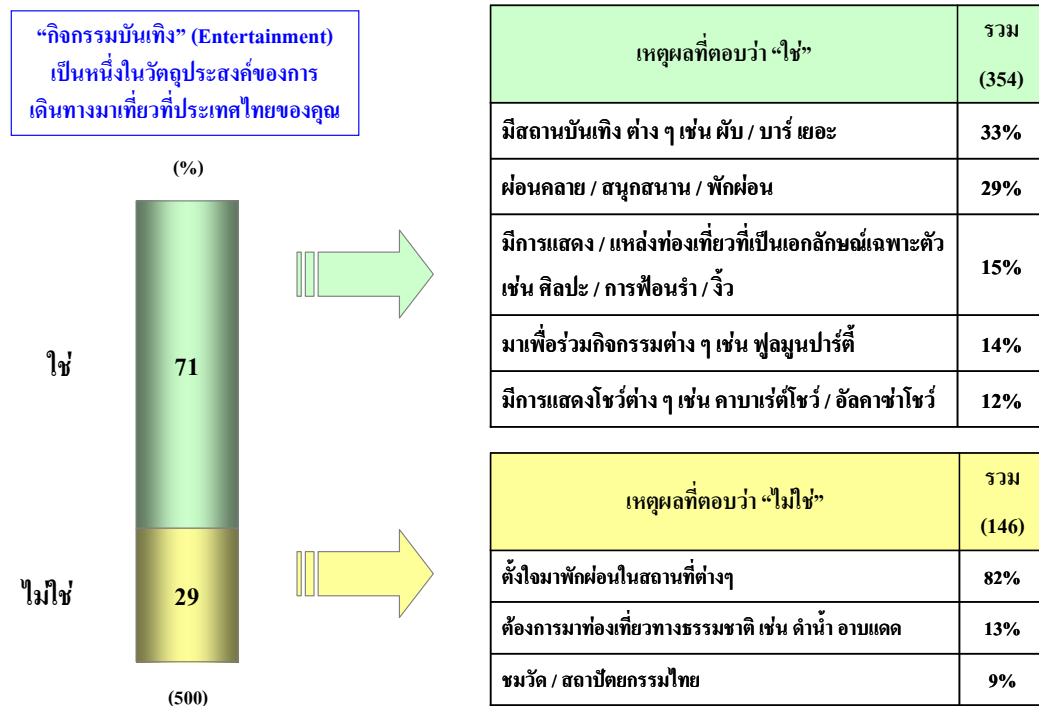 “กิจกรรมบันเทิง” (Entertainment)
เป็นหนึ่งในวัตถุประสงค์ของการ
เดินทางมาเที่ยวที่ประเทศไทยของคุณ
(%)
ใช่
71
ไม่ใช่
29
(500)
เหตุผลที่ตอบว่า “ใช่”
รวม
(354)
มีสถานบันเทิง ต่าง ๆ เช่น ผับ / บาร์ เยอะ
33%
ผ่อนคลาย / สนุกสนาน / พักผ่อน
29%
มีการแสดง / แหล่งท่องเที่ยวที่เป็นเอกลักษณ์เฉพาะตัว
เช่น ศิลปะ / การฟ้อนรำ / งิ้ว
15%
มาเพื่อร่วมกิจกรรมต่าง ๆ เช่น ฟูลมูนปาร์ตี้
14%
มีการแสดงโชว์ต่าง ๆ เช่น คาบาเร่ต์โชว์ / อัลคาซ่าโชว์
12%
เหตุผลที่ตอบว่า “ไม่ใช่”
รวม
(146)
ตั้งใจมาพักผ่อนในสถานที่ต่างๆ
82%
ต้องการมาท่องเที่ยวทางธรรมชาติ เช่น ดำน้ำ อาบแดด
13%
ชมวัด / สถาปัตยกรรมไทย
9%